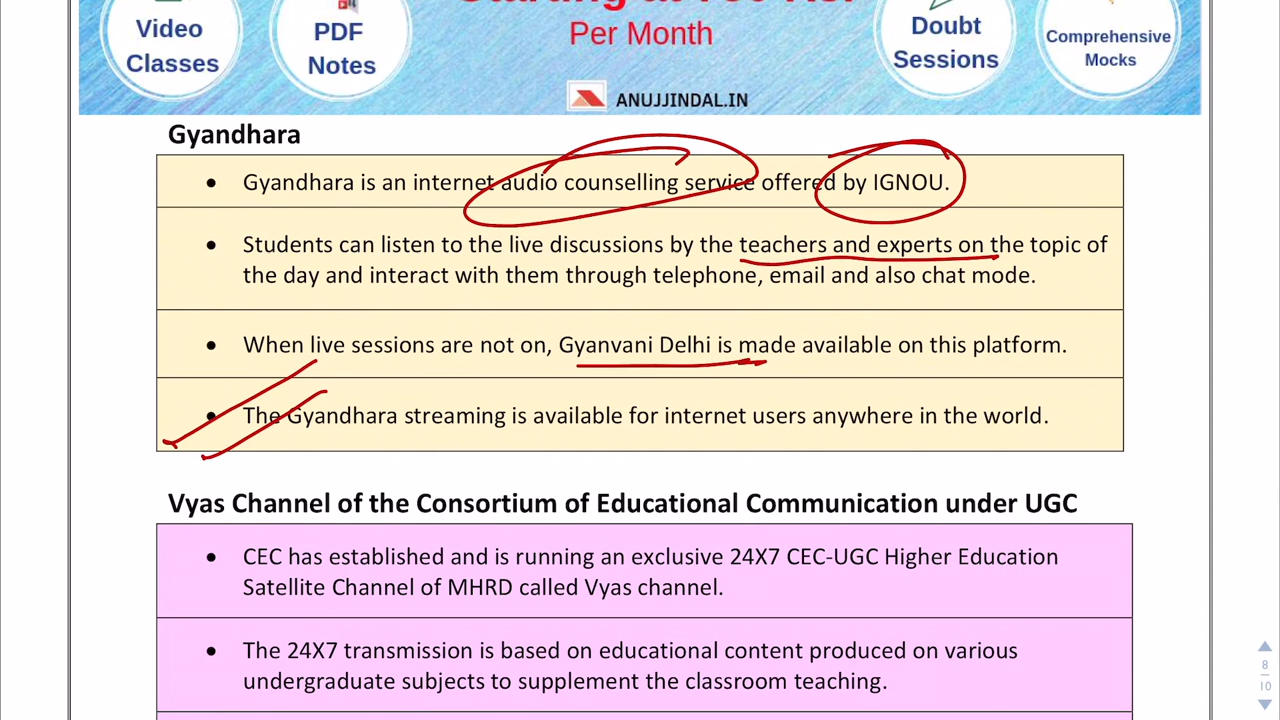 Video
Classes
PDF
Notes
Per Month
Doubt
Sessions
Comprehensive
Mocks
ANUJJINDAL.IN
Gyandhara
• Gyandhara is an internet audio counselling service offered by IGNOU.
• Students can listen to the live discussions by the teachers and experts on the topic of
the day and interact with them through telephone, email and also chat mode.
• When live sessions are not on, Gyanvani Delhi is made available on this platform.
• The Gyandhara streaming is available for internet users anywhere in the world.
Vyas Channel of the Consortium of Educational Communication under UGC
• CEC has established and is running an exclusive 24X7 CEC-UGC Higher Education
Satellite Channel of MHRD called Vyas channel.
• The 24X7 transmission is based on educational content produced on various
undergraduate subjects to supplement the classroom teaching.
8
10